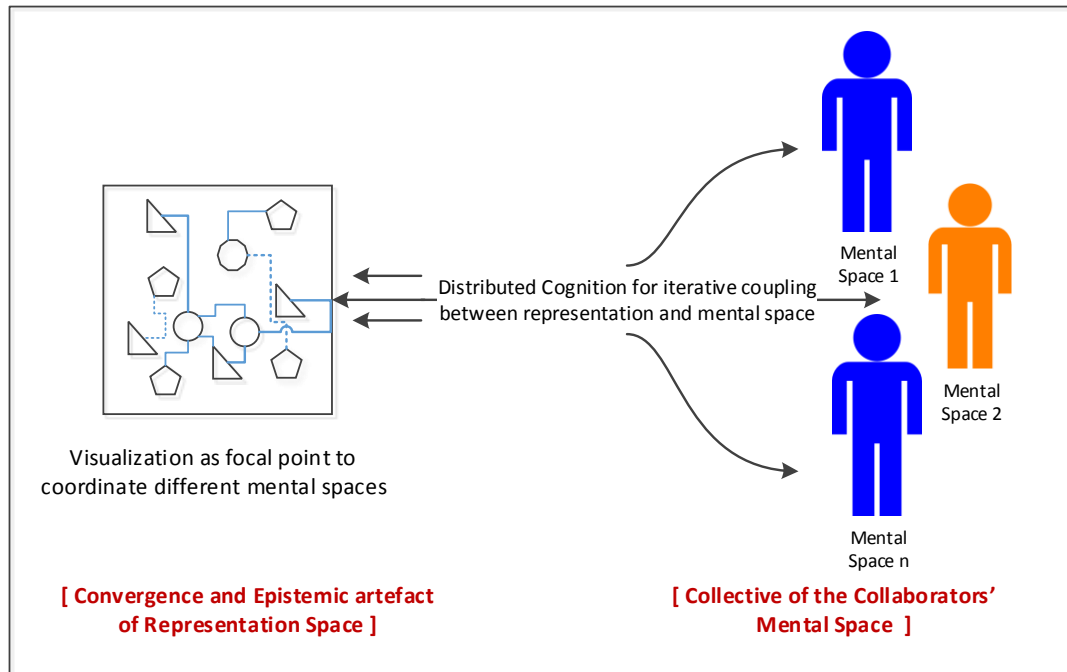 Mental
Space 1
Distributed Cognition for iterative coupling
between representation and mental space
Mental
Space 2
Visualization as focal point to
coordinate different mental spaces
Mental
Space n
[ Convergence and Epistemic artefact
of Representation Space ]
[ Collective of the Collaborators’
Mental Space ]